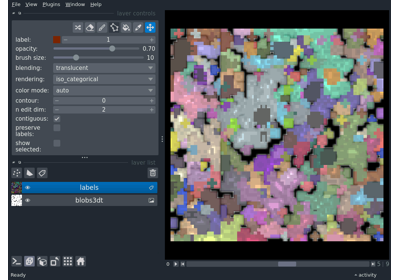 File View Plugins Window Help
layer controls
label: 1
opacity: 0.70
brush size: 10
blending: translucent
rendering: iso_categorical
color mode: auto
contour: 0
n edit dim: 2
contiguous:
preserve
labels:
show
selected:
layer list
labels
blobs3dt
Ready
activity